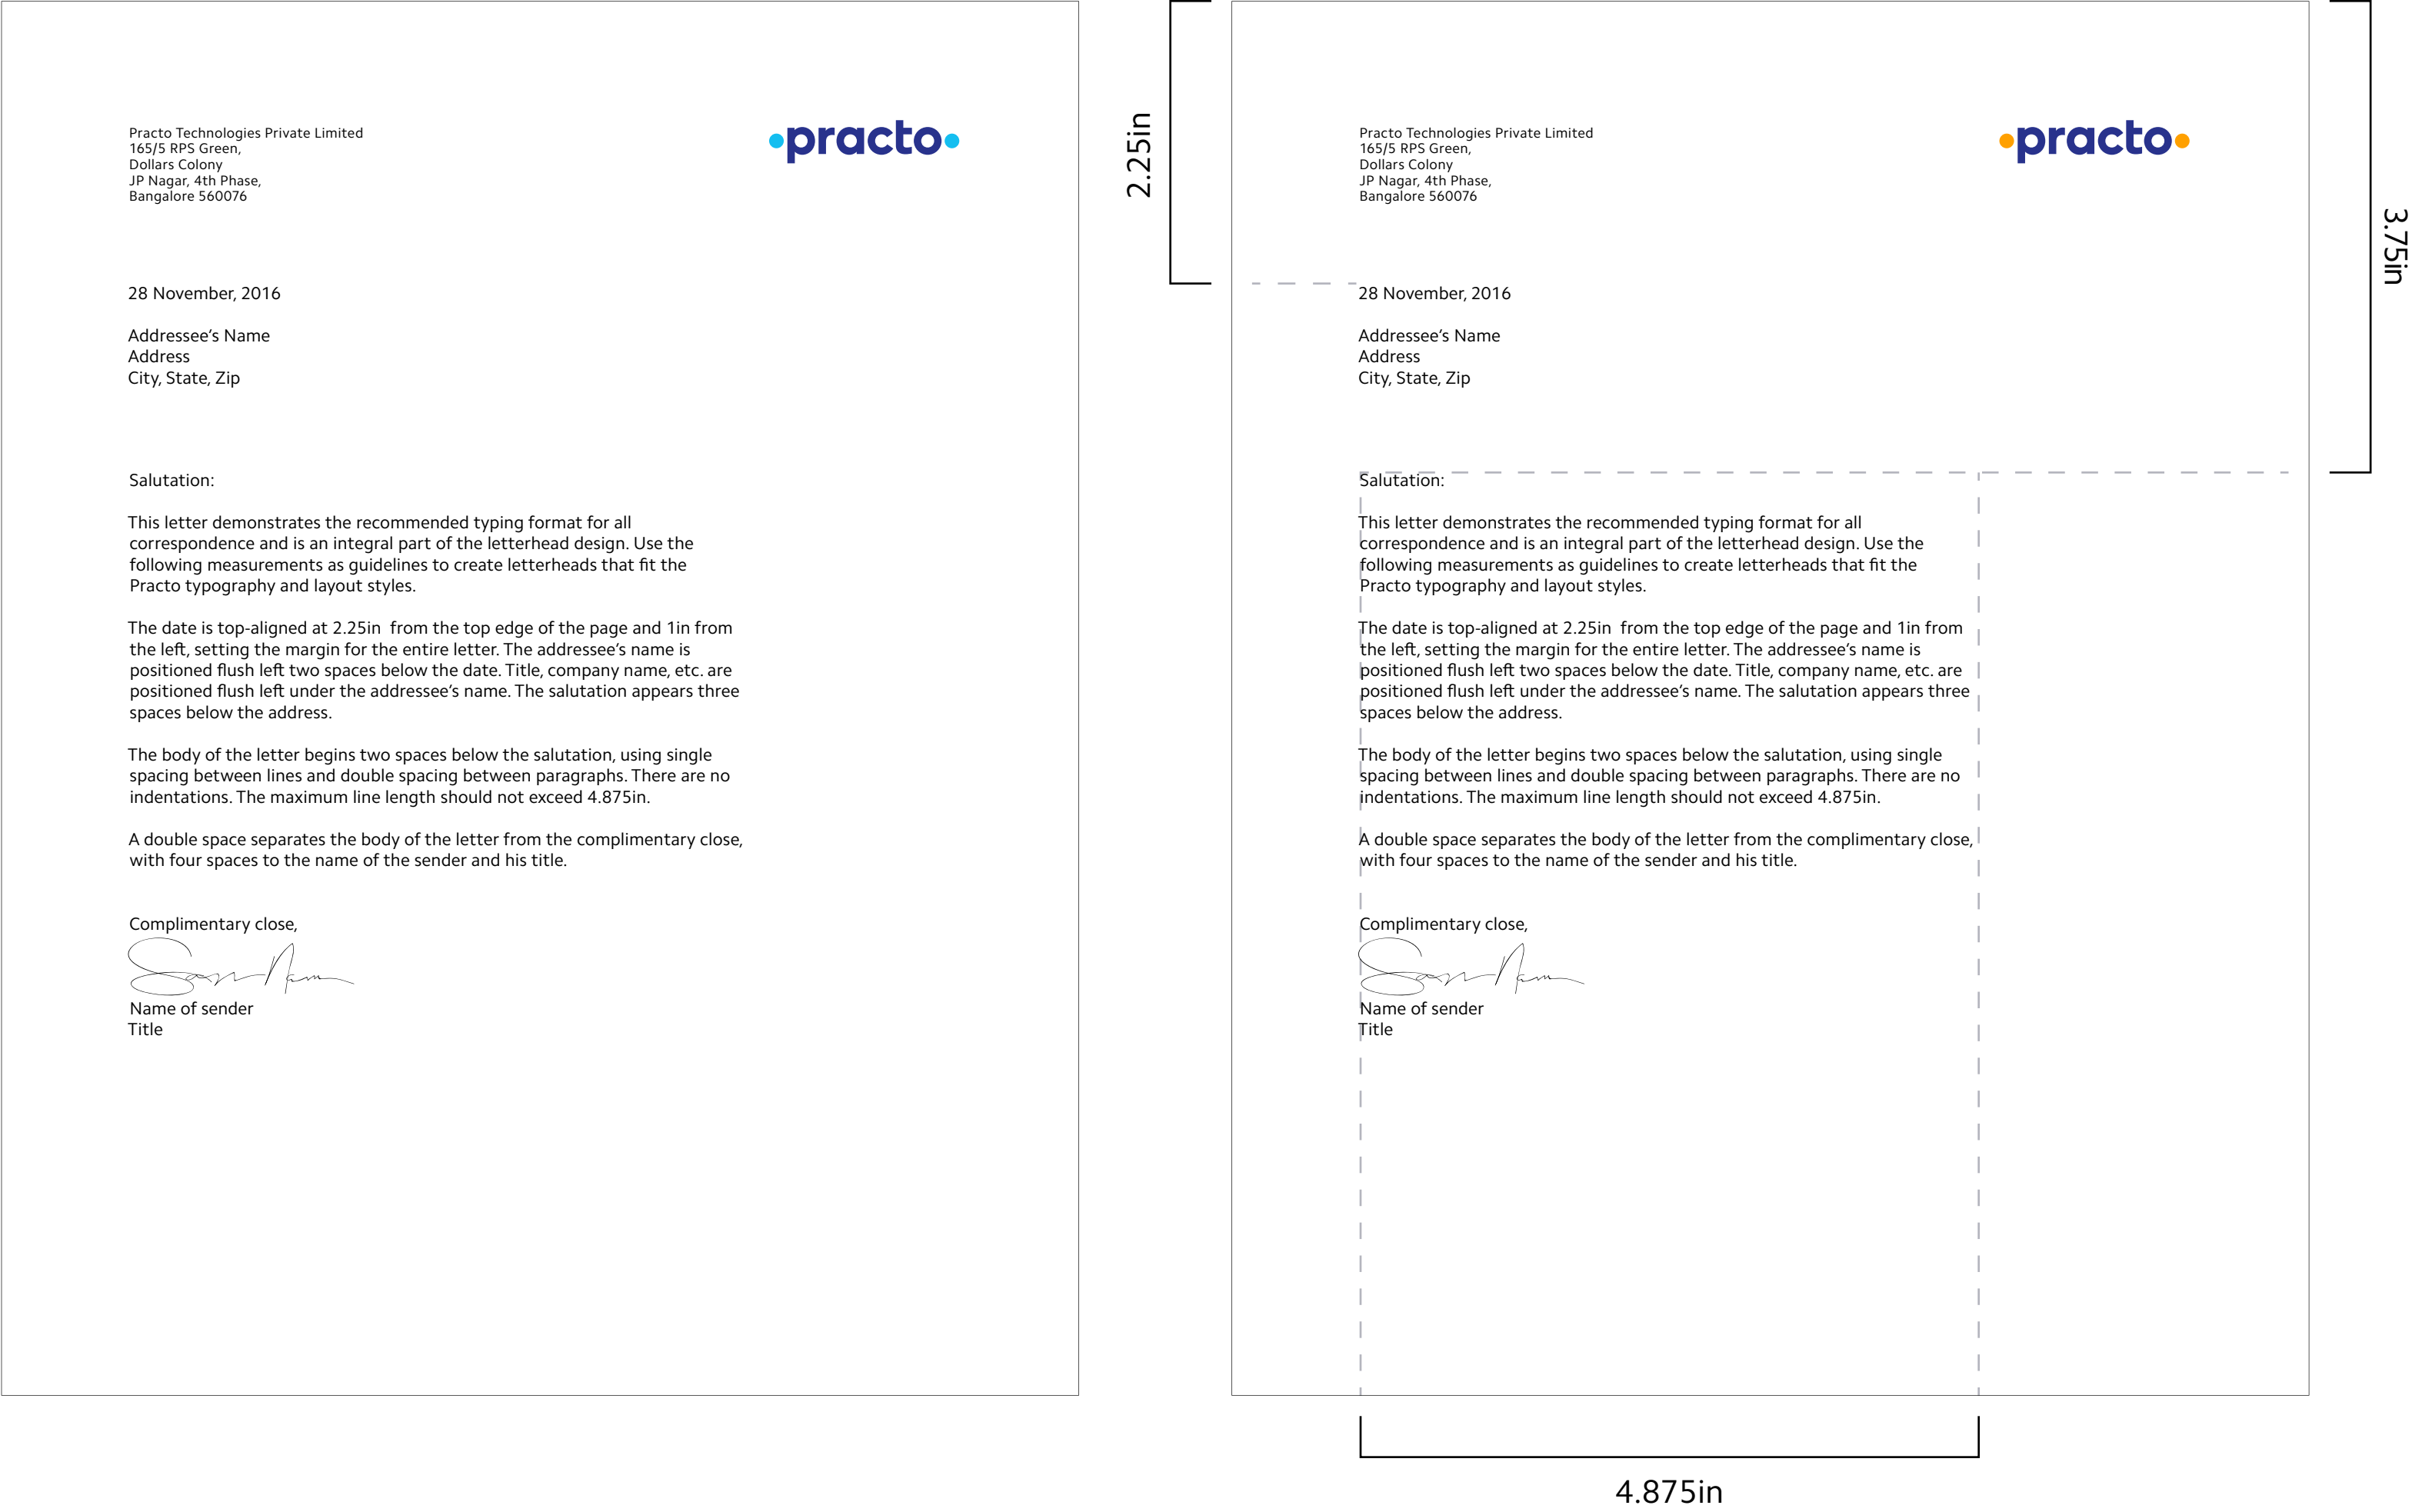 Practo Technologies Private Limited
165/5 RPS Green,
Dollars Colony
JP Nagar, 4th Phase,
Bangalore 560076
practo
28 November, 2016
Addressee’s Name
Address
City, State, Zip
Salutation:
This letter demonstrates the recommended typing format for all
correspondence and is an integral part of the letterhead design. Use the
following measurements as guidelines to create letterheads that fit the
Practo typography and layout styles.
The date is top-aligned at 2.25in  from the top edge of the page and 1in from
the left, setting the margin for the entire letter. The addressee’s name is
positioned flush left two spaces below the date. Title, company name, etc. are
positioned flush left under the addressee’s name. The salutation appears three
spaces below the address.
The body of the letter begins two spaces below the salutation, using single
spacing between lines and double spacing between paragraphs. There are no
indentations. The maximum line length should not exceed 4.875in.
A double space separates the body of the letter from the complimentary close,
with four spaces to the name of the sender and his title.
Complimentary close,
Name of sender
Title
2.25in
Practo Technologies Private Limited
165/5 RPS Green,
Dollars Colony
JP Nagar, 4th Phase,
Bangalore 560076
practo
3.75in
28 November, 2016
Addressee’s Name
Address
City, State, Zip
Salutation:
This letter demonstrates the recommended typing format for all
correspondence and is an integral part of the letterhead design. Use the
following measurements as guidelines to create letterheads that fit the
Practo typography and layout styles.
The date is top-aligned at 2.25in  from the top edge of the page and 1in from
the left, setting the margin for the entire letter. The addressee’s name is
positioned flush left two spaces below the date. Title, company name, etc. are
positioned flush left under the addressee’s name. The salutation appears three
spaces below the address.
The body of the letter begins two spaces below the salutation, using single
spacing between lines and double spacing between paragraphs. There are no
indentations. The maximum line length should not exceed 4.875in.
A double space separates the body of the letter from the complimentary close,
with four spaces to the name of the sender and his title.
Complimentary close,
Name of sender
Title
4.875in